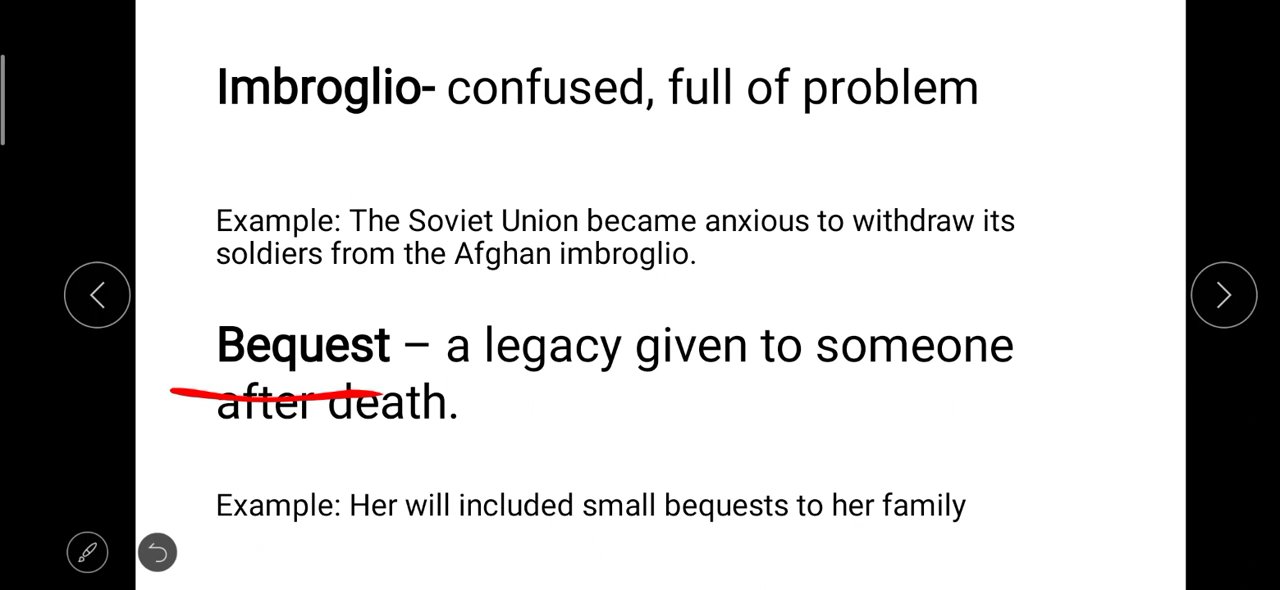 Imbroglio- confused, full of problem
Example: The Soviet Union became anxious to withdraw its
soldiers from the Afghan imbroglio.
Bequest – a legacy given to someone
after death.
Example: Her will included small bequests to her family